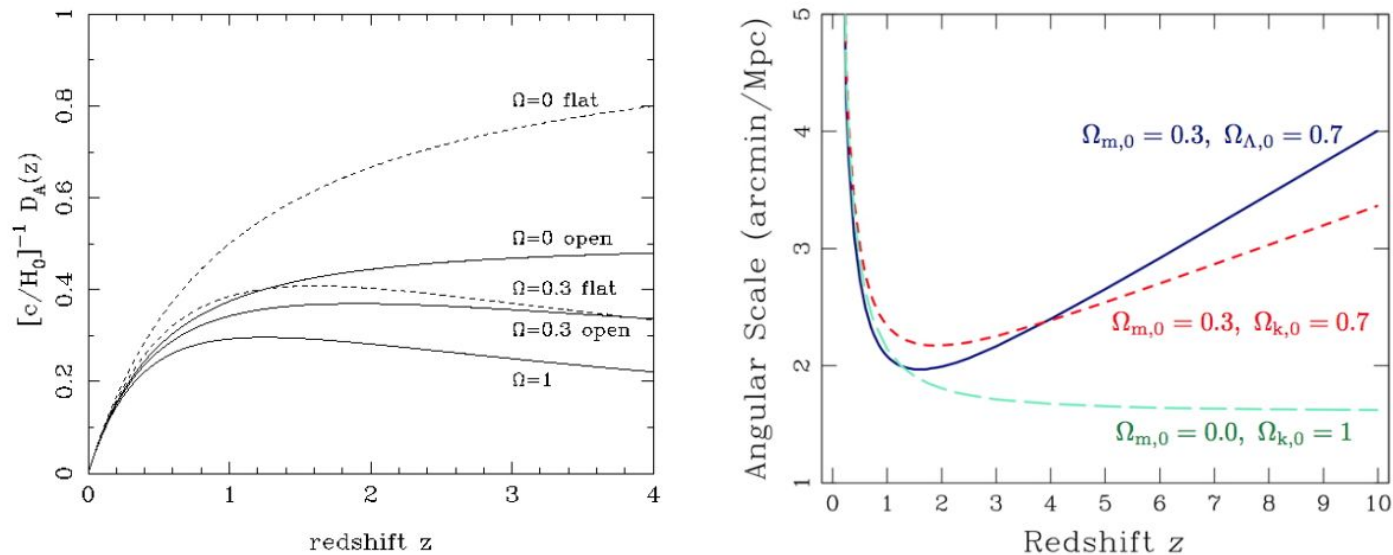 1
0.8
0.6
0.4
0.2
0
[c/H₀]⁻¹ D_A(z)
Ω=0 flat
Ω=0 open
Ω=0.3 flat
Ω=0.3 open
Ω=1
0 1 2 3 4
redshift z
5
4
3
2
1
Angular Scale (arcmin/Mpc)
Ωm,0 = 0.3, ΩΛ,0 = 0.7
Ωm,0 = 0.3, Ωk,0 = 0.7
Ωm,0 = 0.0, Ωk,0 = 1
0 1 2 3 4 5 6 7 8 9 10
Redshift z